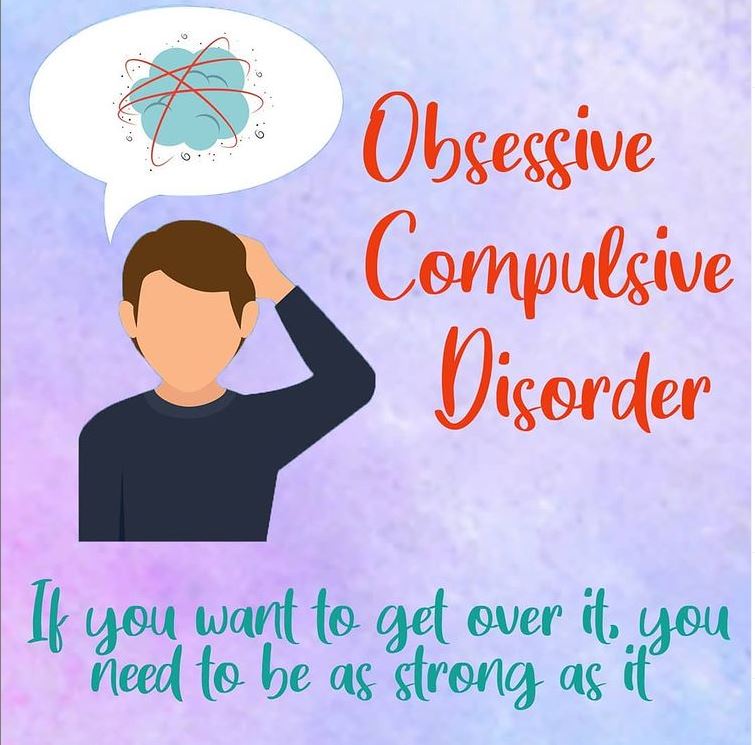 Obsessive
Compulsive
Disorder
If you want to get over it, you
need to be as strong as it